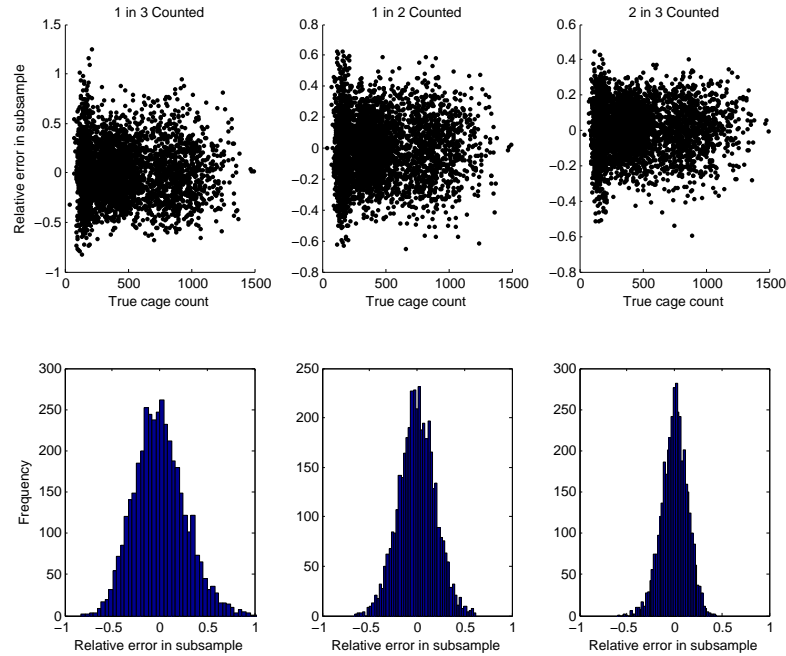 1 in 3 Counted
1 in 2 Counted
2 in 3 Counted
Relative error in subsample
1.5
1
0.5
0
−0.5
−1
0 500 1000 1500
True cage count
0.8
0.6
0.4
0.2
0
−0.2
−0.4
−0.6
−0.8
0 500 1000 1500
True cage count
0.6
0.4
0.2
0
−0.2
−0.4
−0.6
−0.8
0 500 1000 1500
True cage count
Frequency
300
250
200
150
100
50
0
−1 −0.5 0 0.5 1
Relative error in subsample
250
200
150
100
50
0
−1 −0.5 0 0.5 1
Relative error in subsample
300
250
200
150
100
50
0
−1 −0.5 0 0.5 1
Relative error in subsample